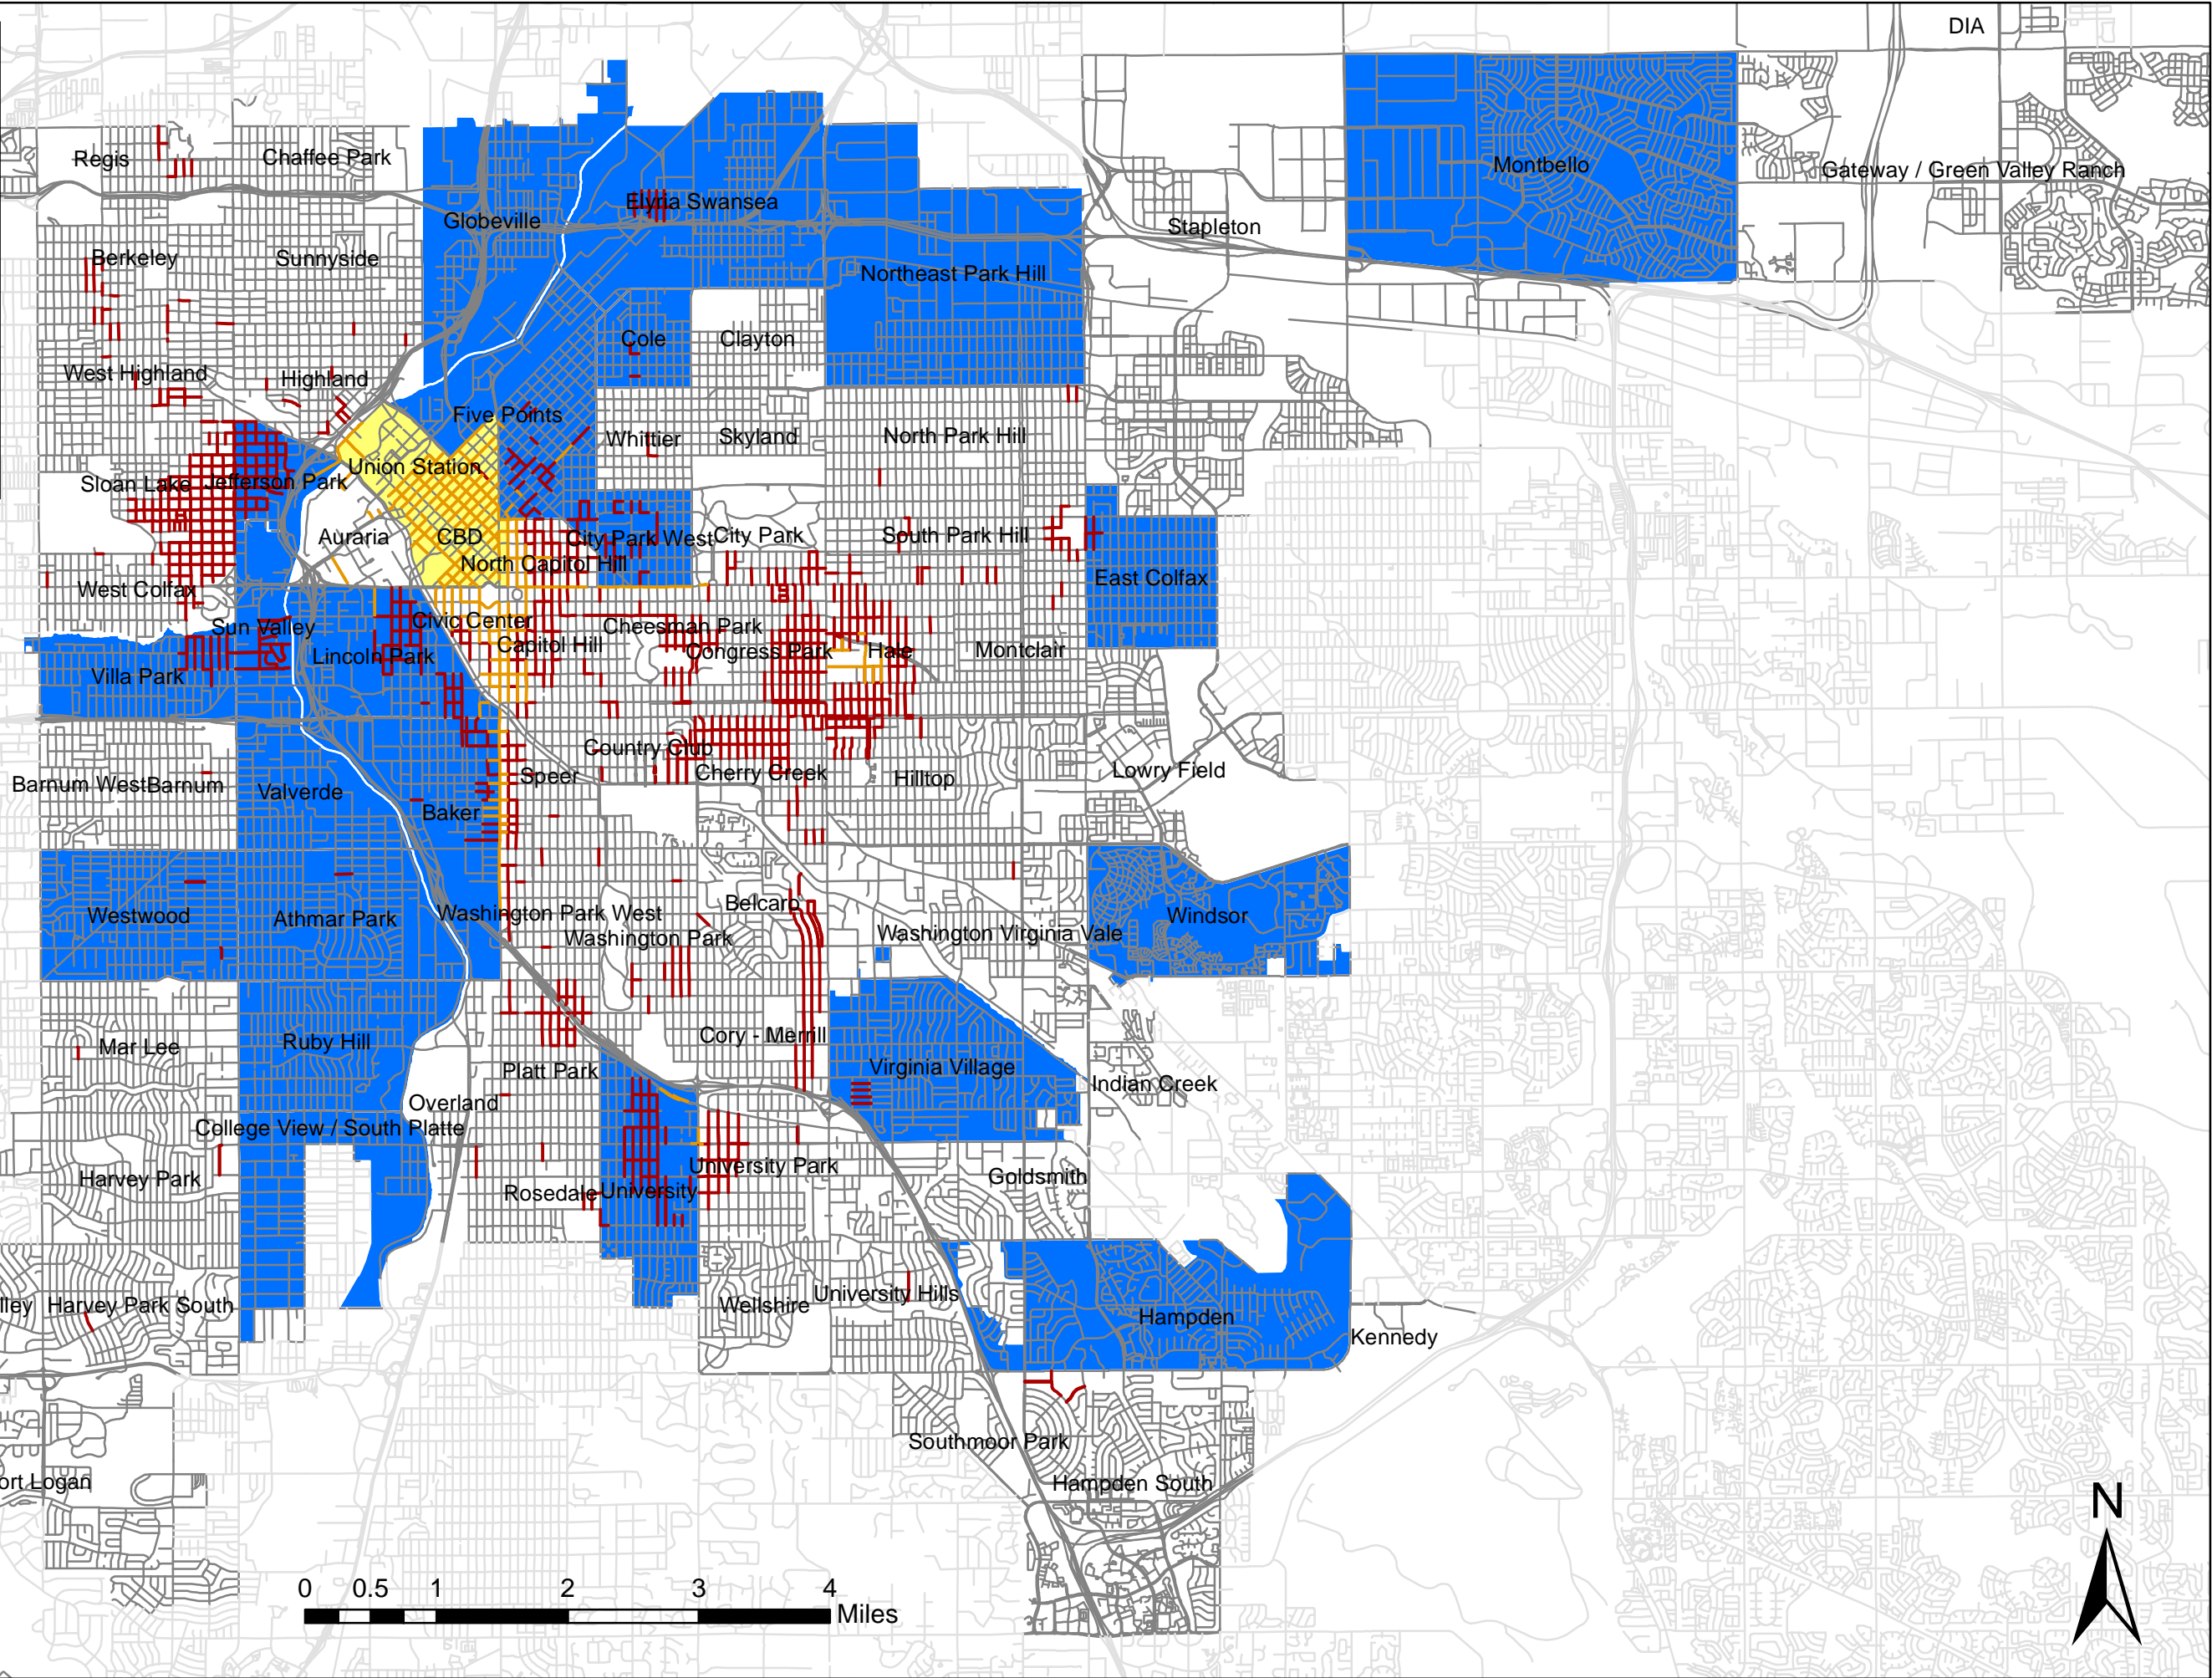 DIA
Regis
Chaffee Park
Montbello
Gateway / Green Valley Ranch
Elyria Swansea
Globeville
Stapleton
Berkeley
Sunnyside
Northeast Park Hill
Cole
Clayton
West Highland
Highland
Five Points
Whittier
Skyland
North Park Hill
Union Station
Sloan Lake
Jefferson Park
Auraria
CBD
City Park West
City Park
South Park Hill
North Capitol Hill
East Colfax
West Colfax
Sun Valley
Civic Center
Cheesman Park
Lincoln Park
Capitol Hill
Congress Park
Hale
Montclair
Villa Park
Country Club
Speer
Cherry Creek
Hilltop
Lowry Field
Barnum West
Barnum
Valverde
Baker
Westwood
Athmar Park
Washington Park West
Belcaro
Windsor
Washington Park
Washington Virginia Vale
Mar Lee
Ruby Hill
Cory - Merrill
Platt Park
Virginia Village
Indian Creek
Overland
College View / South Platte
Harvey Park
University Park
Goldsmith
Rosedale
University
lley
Harvey Park South
Wellshire
University Hills
Hampden
Kennedy
Southmoor Park
ort Logan
Hampden South
N
0 0.5 1 2 3 4
Miles